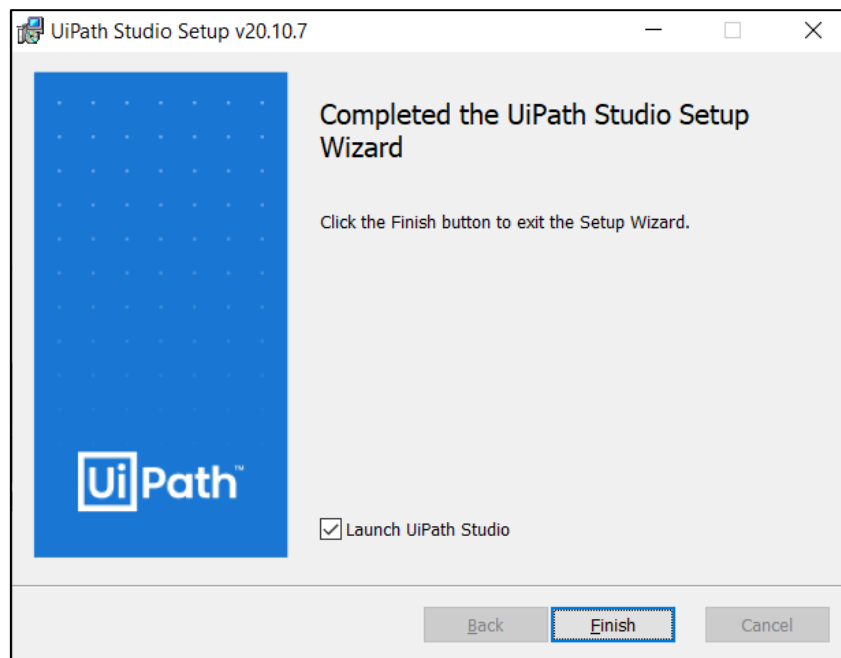 UiPath Studio Setup v20.10.7
Completed the UiPath Studio Setup
Wizard
Click the Finish button to exit the Setup Wizard.
UiPath™
Launch UiPath Studio
Back
Finish
Cancel